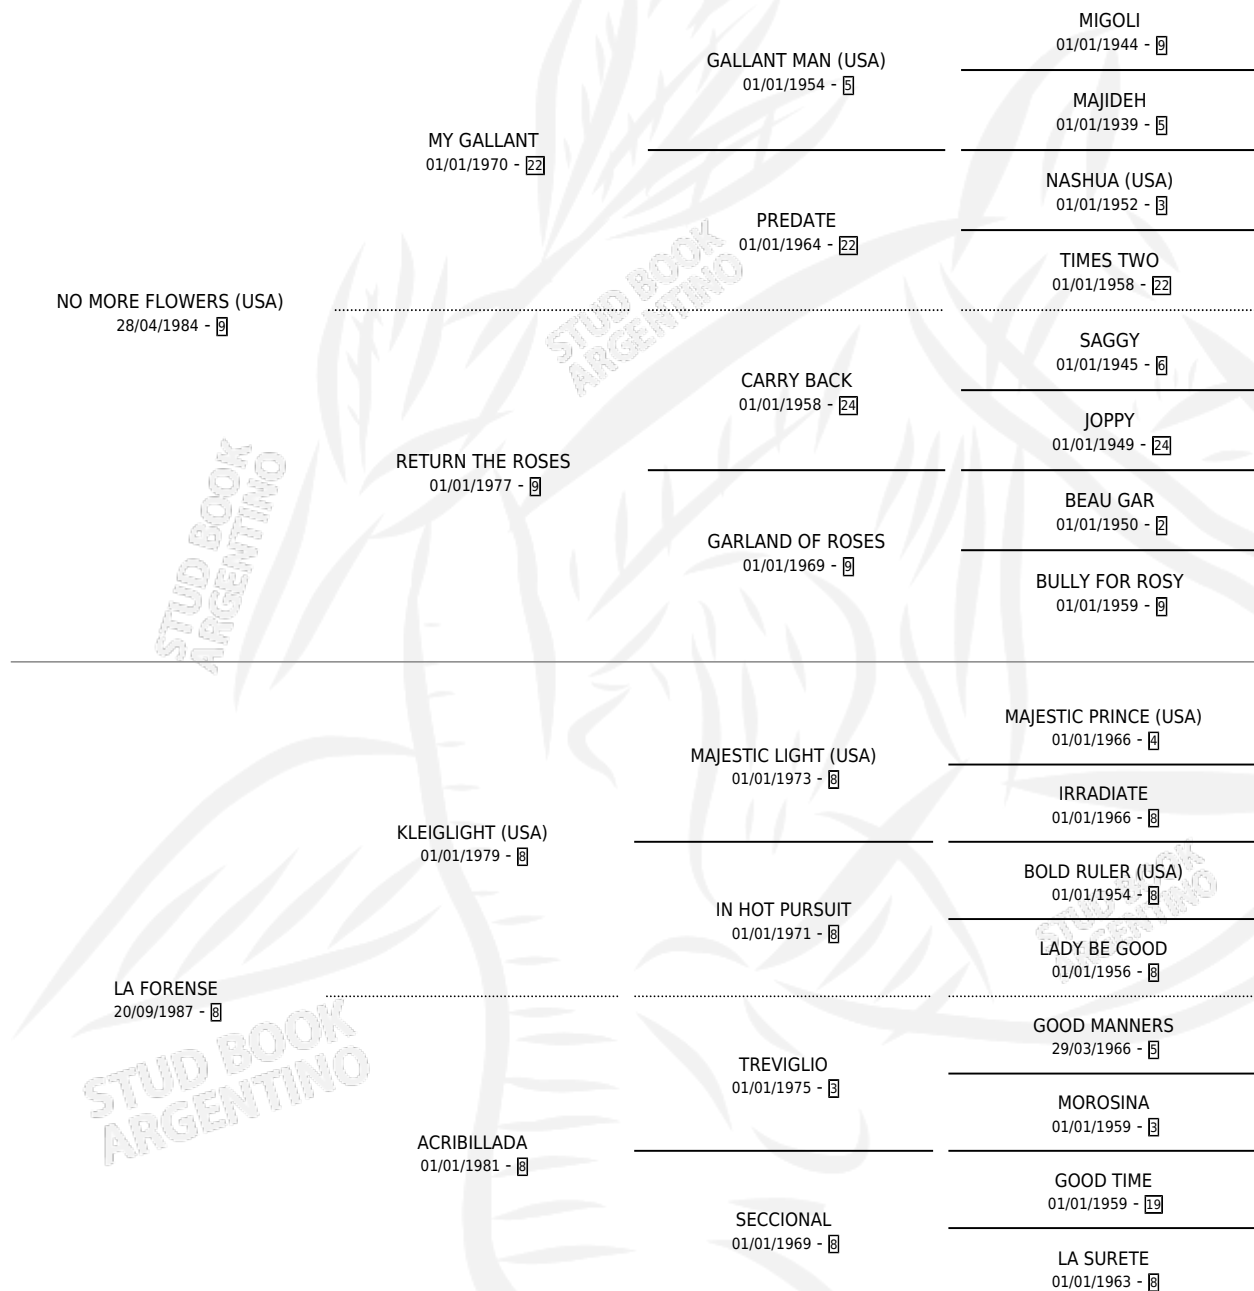 MIGOLI
01/01/1944 - 9
GALLANT MAN (USA)
01/01/1954 - 5
MAJIDEH
01/01/1939 - 5
MY GALLANT
01/01/1970 - 22
NASHUA (USA)
01/01/1952 - 3
PREDATE
01/01/1964 - 22
TIMES TWO
01/01/1958 - 22
NO MORE FLOWERS (USA)
28/04/1984 - 9
STUD BOOK
ARGENTINO
SAGGY
01/01/1945 - 6
CARRY BACK
01/01/1958 - 24
JOPPY
01/01/1949 - 24
RETURN THE ROSES
01/01/1977 - 9
BEAU GAR
01/01/1950 - 2
GARLAND OF ROSES
01/01/1969 - 9
BULLY FOR ROSY
01/01/1959 - 9
STUD BOOK
ARGENTINO
MAJESTIC PRINCE (USA)
01/01/1966 - 4
MAJESTIC LIGHT (USA)
01/01/1973 - 8
IRRADIATE
01/01/1966 - 8
KLEIGLIGHT (USA)
01/01/1979 - 8
BOLD RULER (USA)
01/01/1954 - 8
IN HOT PURSUIT
01/01/1971 - 8
STUD BOOK
ARGENTINO
LADY BE GOOD
01/01/1956 - 8
LA FORENSE
20/09/1987 - 8
STUD BOOK
ARGENTINO
GOOD MANNERS
29/03/1966 - 5
TREVIGLIO
01/01/1975 - 3
MOROSINA
01/01/1959 - 3
ACRIBILLADA
01/01/1981 - 8
GOOD TIME
01/01/1959 - 19
SECCIONAL
01/01/1969 - 8
LA SURETE
01/01/1963 - 8